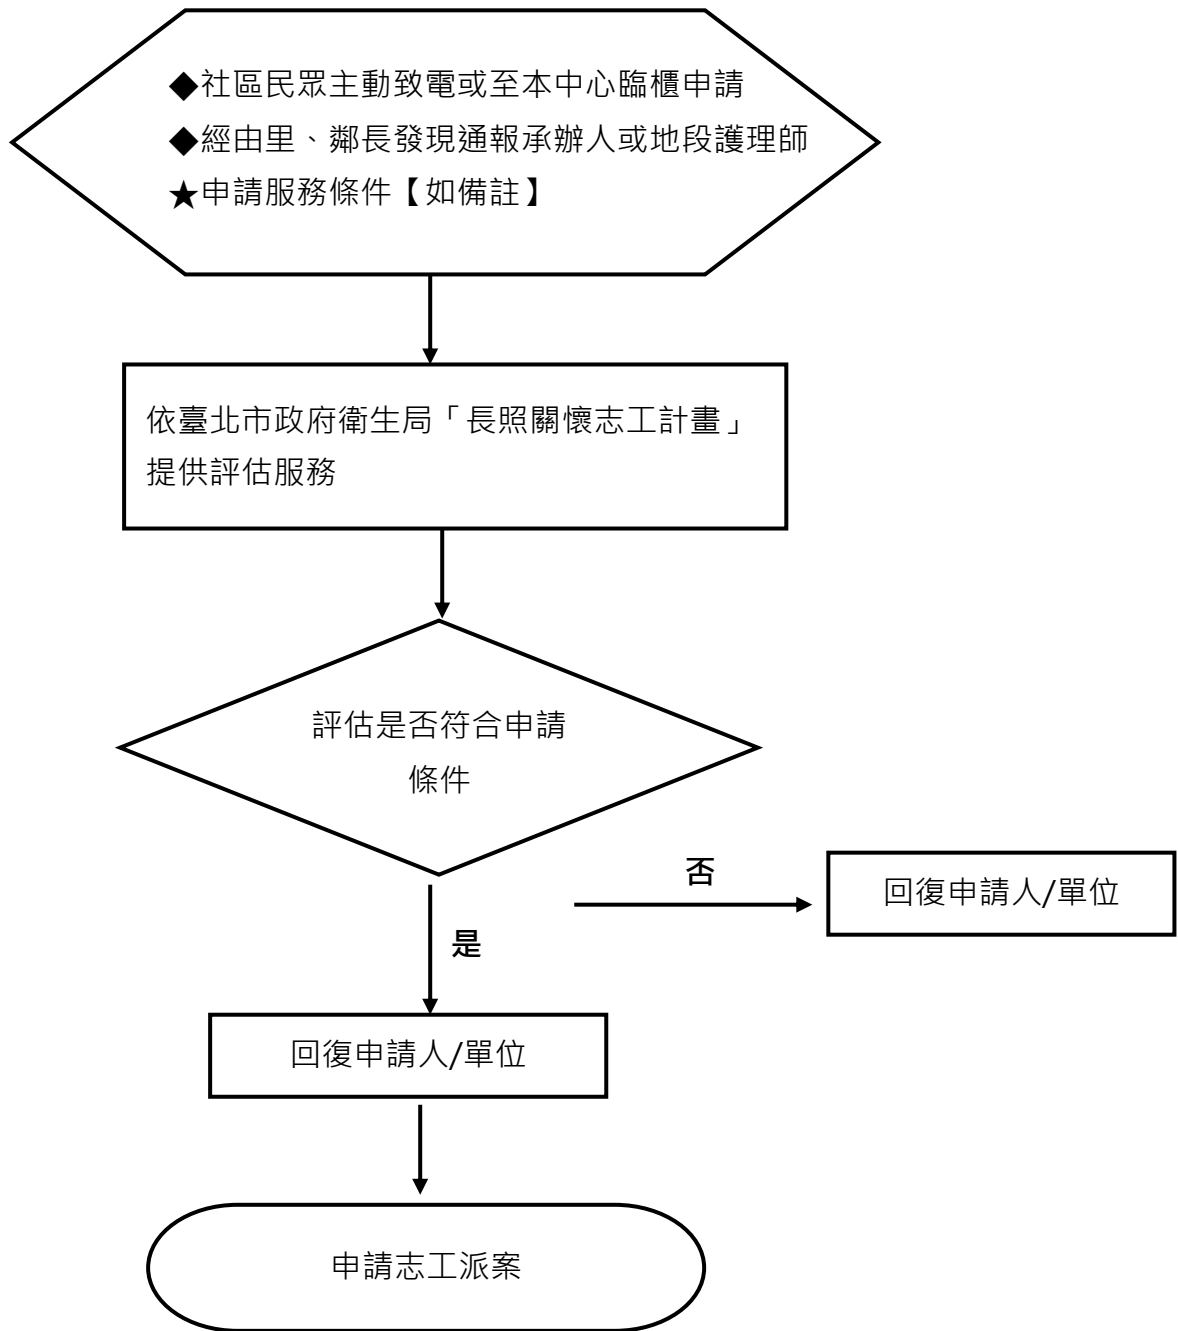 ◆社區民眾主動致電或至本中心臨櫃申請
◆經由里、鄰長發現通報承辦人或地段護理師
★申請服務條件【如備註】
依臺北市政府衛生局「長照關懷志工計畫」
提供評估服務
評估是否符合申請
條件
否
回復申請人/單位
是
回復申請人/單位
申請志工派案